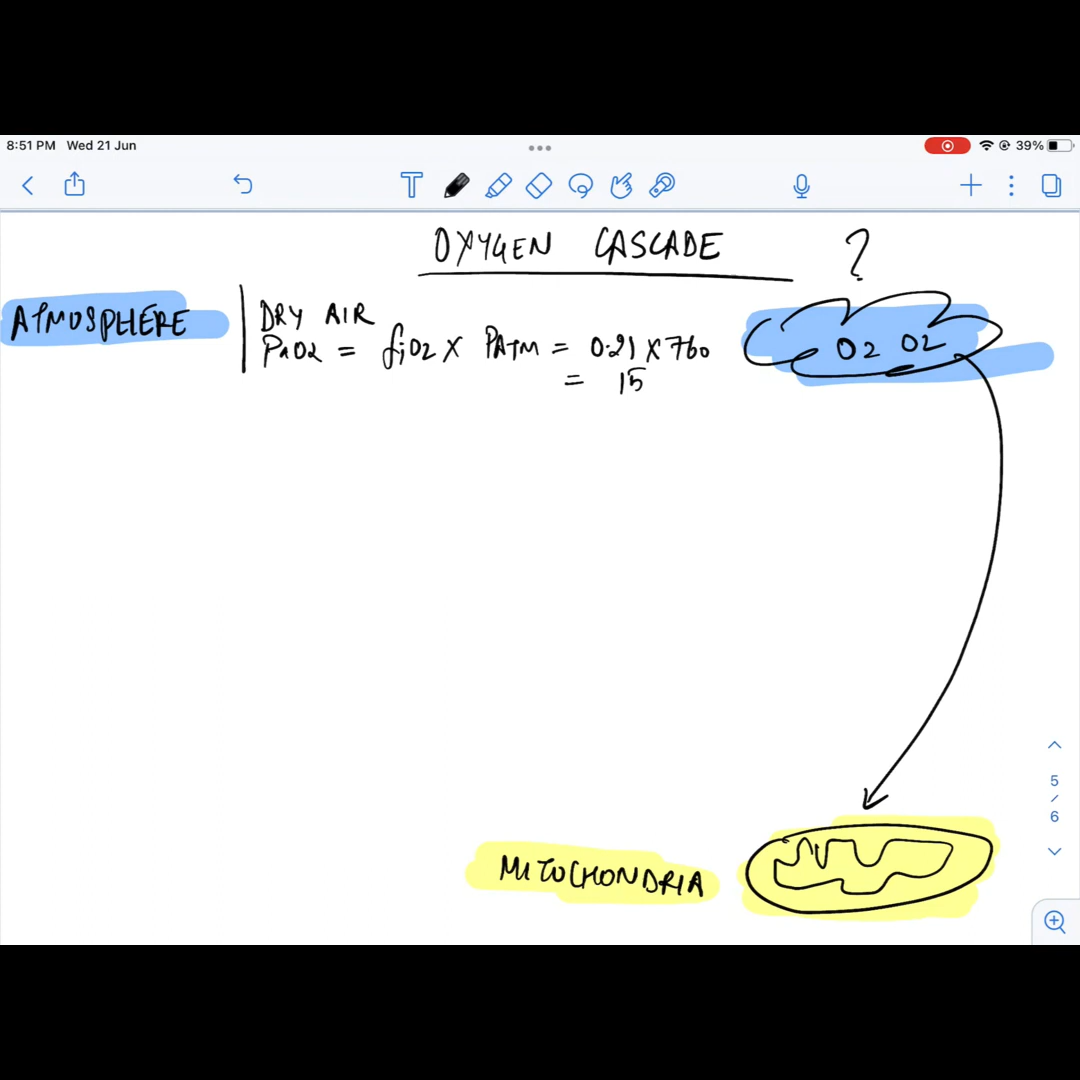 8:51 PM Wed 21 Jun
39%
T
OXYGEN CASCADE ?
ATMOSPHERE
DRY AIR
PaO2 = fiO2 X PATM = 0.21 X 760
= 15
O2 O2
MITOCHONDRIA
5
/
6